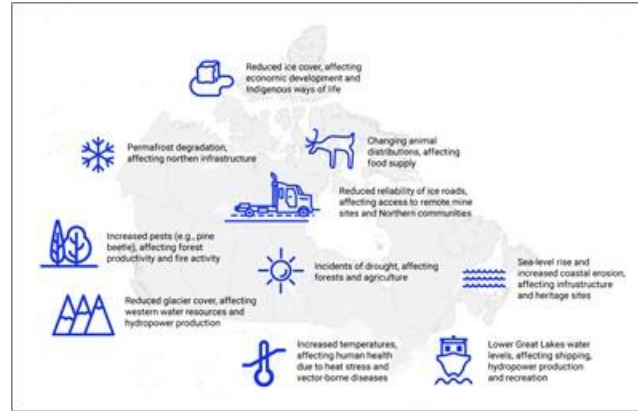 Reduced ice cover, affecting
economic development and
Indigenous ways of life
Permafrost degradation,
affecting northen infrastructure
Changing animal
distributions, affecting
food supply
Reduced reliability of ice roads,
affecting access to remote mine
sites and Northern communities
Increased pests (e.g., pine
beetle), affecting forest
productivity and fire activity
Incidents of drought, affecting
forests and agriculture
Sea-level rise and
increased coastal erosion,
affecting infrastructure
and heritage sites
Reduced glacier cover, affecting
western water resources and
hydropower production
Increased temperatures,
affecting human health
due to heat stress and
vector-borne diseases
Lower Great Lakes water
levels, affecting shipping,
hydropower production
and recreation